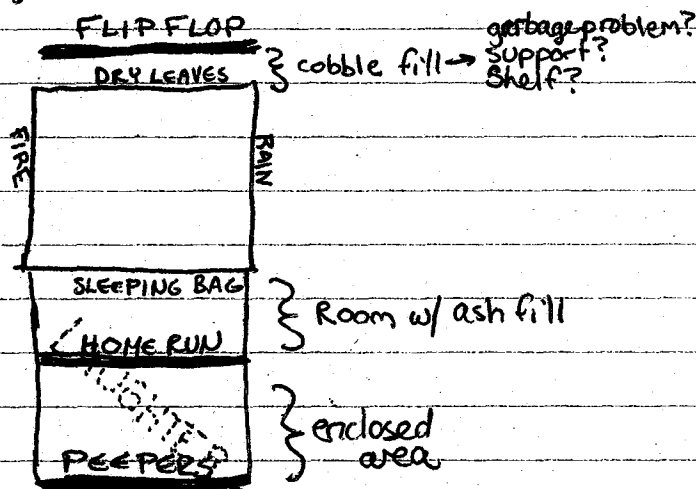 FLIP FLOP
DRY LEAVES
cobble fill → garbage problem?
support?
Shelf?
FIRE
RAIN
SLEEPING BAG
Room w/ ash fill
HOME RUN
enclosed
area
PEEPERS